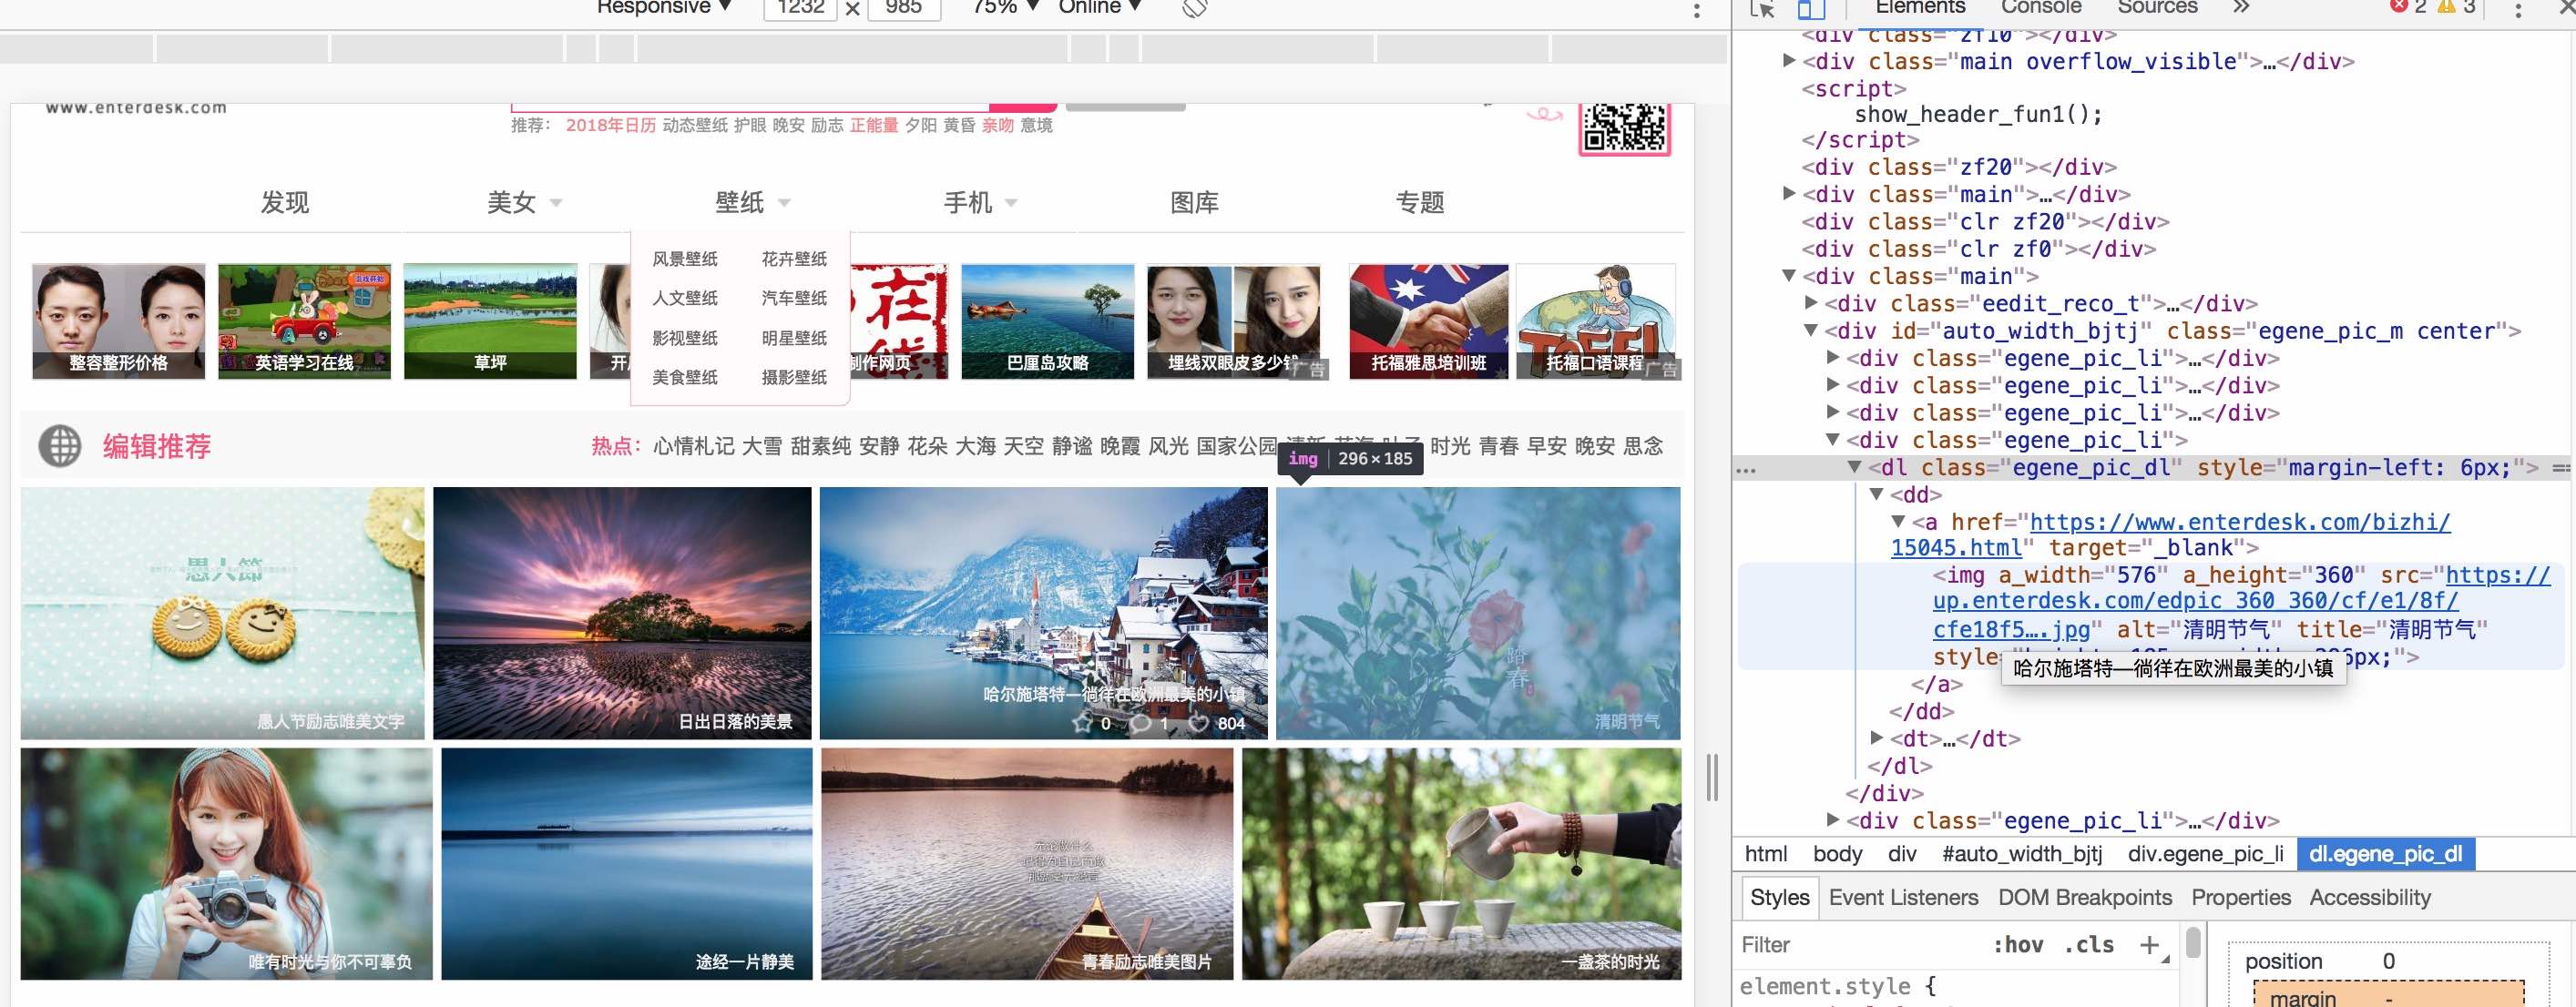 Responsive ▼ 1232 × 985 75% ▼ Online ▼
www.enterdesk.com
推荐： 2018年日历 动态壁纸 护眼 晚安 励志 正能量 夕阳 黄昏 亲吻 意境
发现 美女 壁纸 手机 图库 专题
风景壁纸 花卉壁纸
人文壁纸 汽车壁纸
影视壁纸 明星壁纸
美食壁纸 摄影壁纸
整容整形价格 英语学习在线 草坪 制作网页 巴厘岛攻略 埋线双眼皮多少钱 广告 托福雅思培训班 托福口语课程 广告
编辑推荐
热点： 心情札记 大雪 甜素纯 安静 花朵 大海 天空 静谧 晚霞 风光 国家公园 时光 青春 早安 晚安 思念
img 296×185
愚人節
愚人节励志唯美文字
日出日落的美景
哈尔施塔特—徜徉在欧洲最美的小镇
0 1 804
踏春
清明节气
唯有时光与你不可辜负
途经一片静美
青春励志唯美图片
一盏茶的时光
Elements Console Sources » 2 3
<div class="zf10"></div>
<div class="main overflow_visible">…</div>
<script>
show_header_fun1();
</script>
<div class="zf20"></div>
<div class="main">…</div>
<div class="clr zf20"></div>
<div class="clr zf0"></div>
<div class="main">
<div class="eedit_reco_t">…</div>
<div id="auto_width_bjtj" class="egene_pic_m center">
<div class="egene_pic_li">…</div>
<div class="egene_pic_li">…</div>
<div class="egene_pic_li">…</div>
<div class="egene_pic_li">
… <dl class="egene_pic_dl" style="margin-left: 6px;"> ==
<dd>
<a href="https://www.enterdesk.com/bizhi/
15045.html" target="_blank">
<img a_width="576" a_height="360" src="https://
up.enterdesk.com/edpic_360_360/cf/e1/8f/
cfe18f5….jpg" alt="清明节气" title="清明节气"
style= 6px;">
哈尔施塔特—徜徉在欧洲最美的小镇
</a>
</dd>
<dt>…</dt>
</dl>
</div>
<div class="egene_pic_li">…</div>
html body div #auto_width_bjtj div.egene_pic_li dl.egene_pic_dl
Styles Event Listeners DOM Breakpoints Properties Accessibility
Filter :hov .cls +
element.style {
position 0
margin -